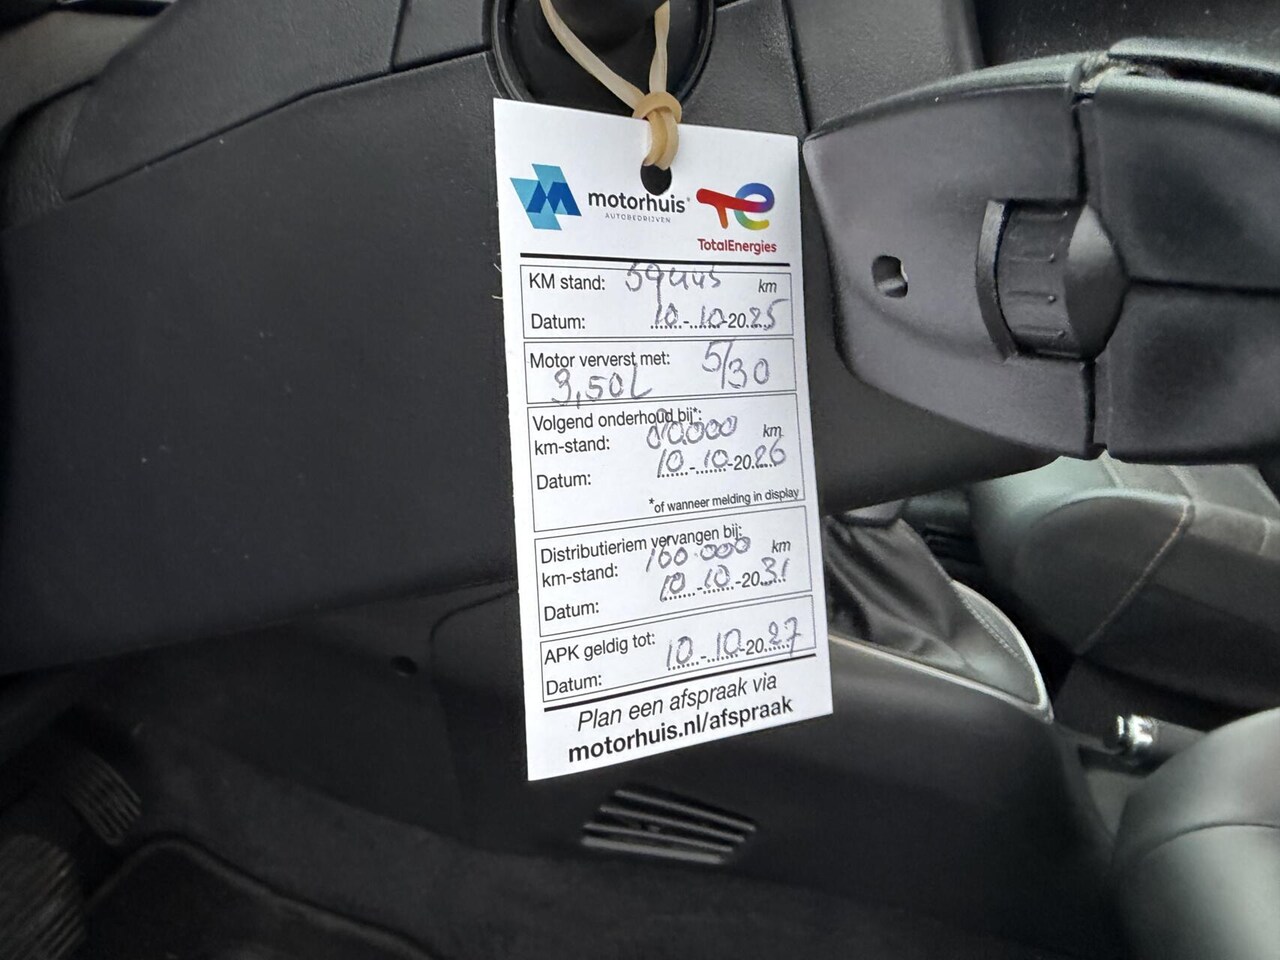 motorhuis
AUTOBEDRIJVEN
TotalEnergies
KM stand: 59445 km
Datum: 10-10-2025
Motor ververst met: 5/30
3,50L
Volgend onderhoud bij*:
km-stand: km
Datum: 10-10-2026
*of wanneer melding in display
Distributieriem vervangen bij:
km-stand: 160.000 km
Datum: 10-10-2031
APK geldig tot: 10-10-2027
Datum:
Plan een afspraak via
motorhuis.nl/afspraak